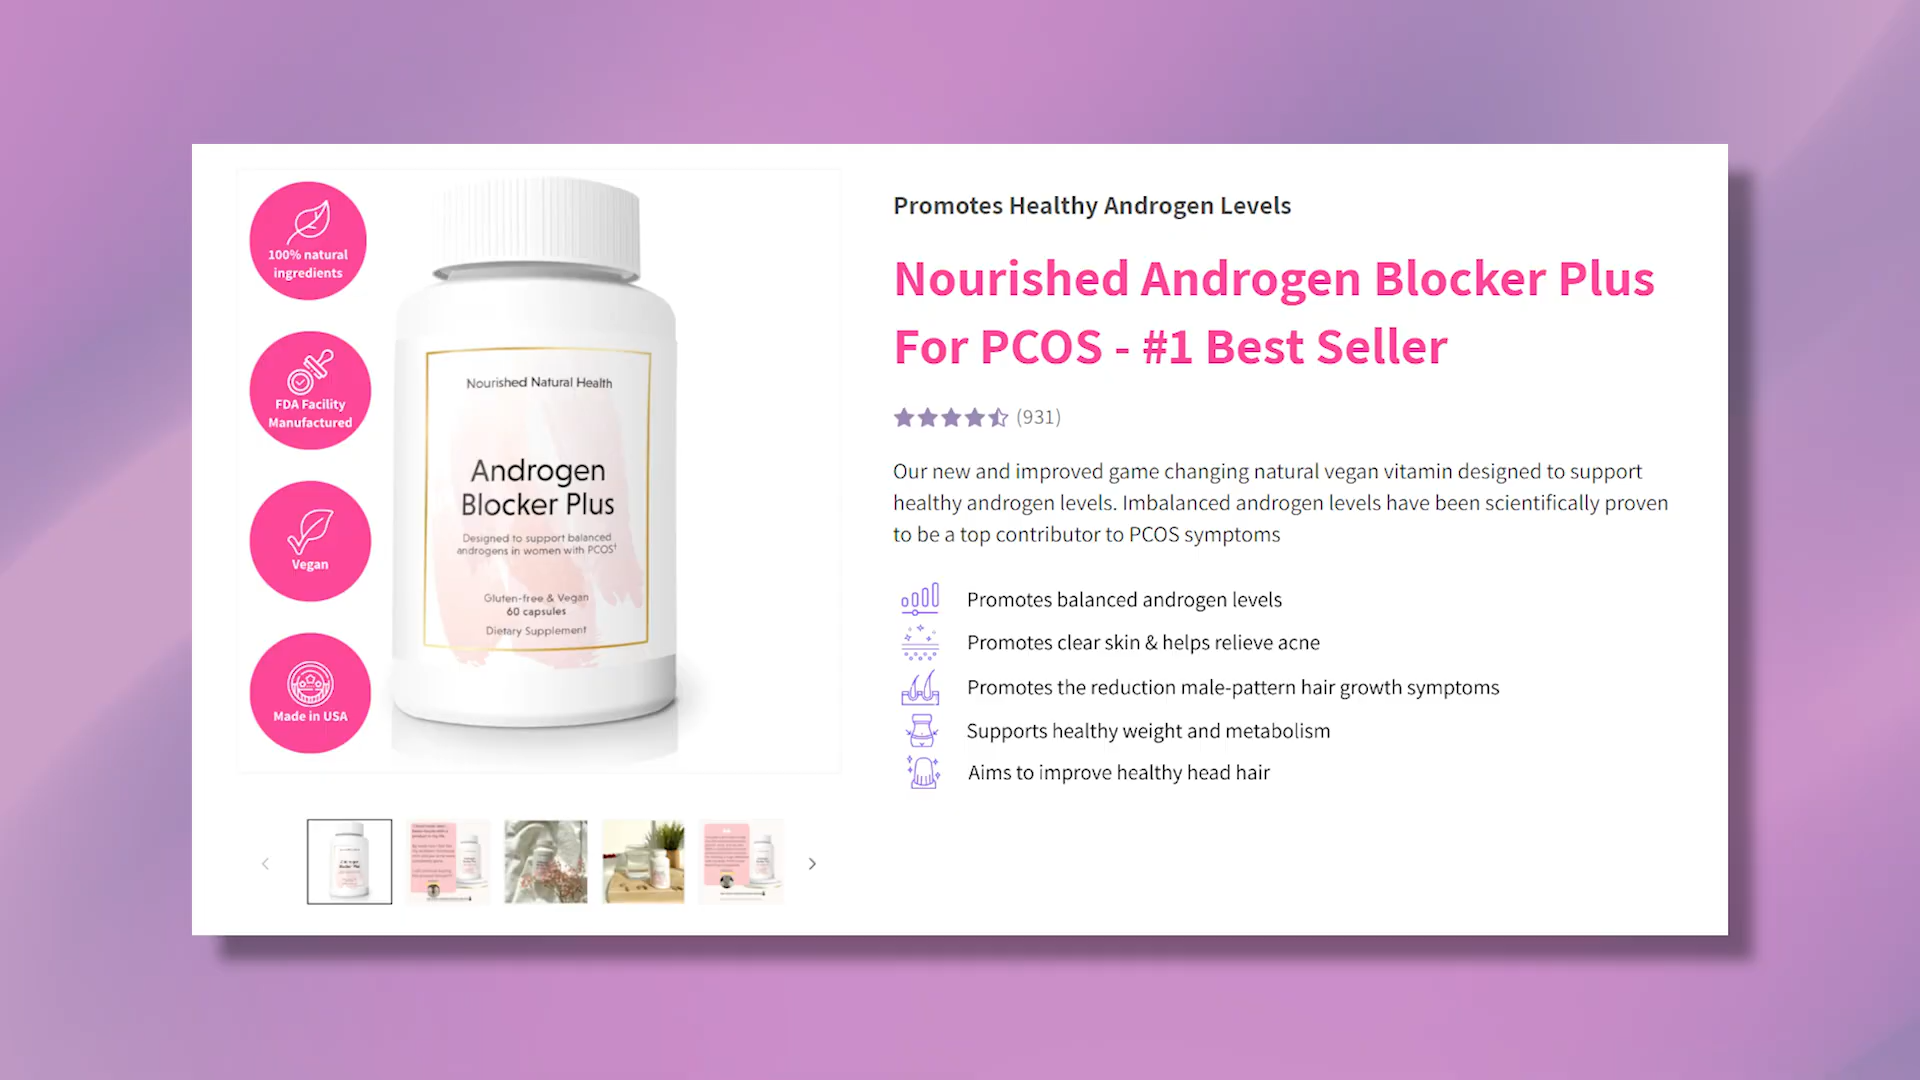 100% natural
ingredients
FDA Facility
Manufactured
Vegan
Made in USA
Nourished Natural Health
Androgen
Blocker Plus
Designed to support balanced
androgens in women with PCOS†
Gluten-free & Vegan
60 capsules
Dietary Supplement
Promotes Healthy Androgen Levels
Nourished Androgen Blocker Plus
For PCOS - #1 Best Seller
(931)
Our new and improved game changing natural vegan vitamin designed to support
healthy androgen levels. Imbalanced androgen levels have been scientifically proven
to be a top contributor to PCOS symptoms
Promotes balanced androgen levels
Promotes clear skin & helps relieve acne
Promotes the reduction male-pattern hair growth symptoms
Supports healthy weight and metabolism
Aims to improve healthy head hair